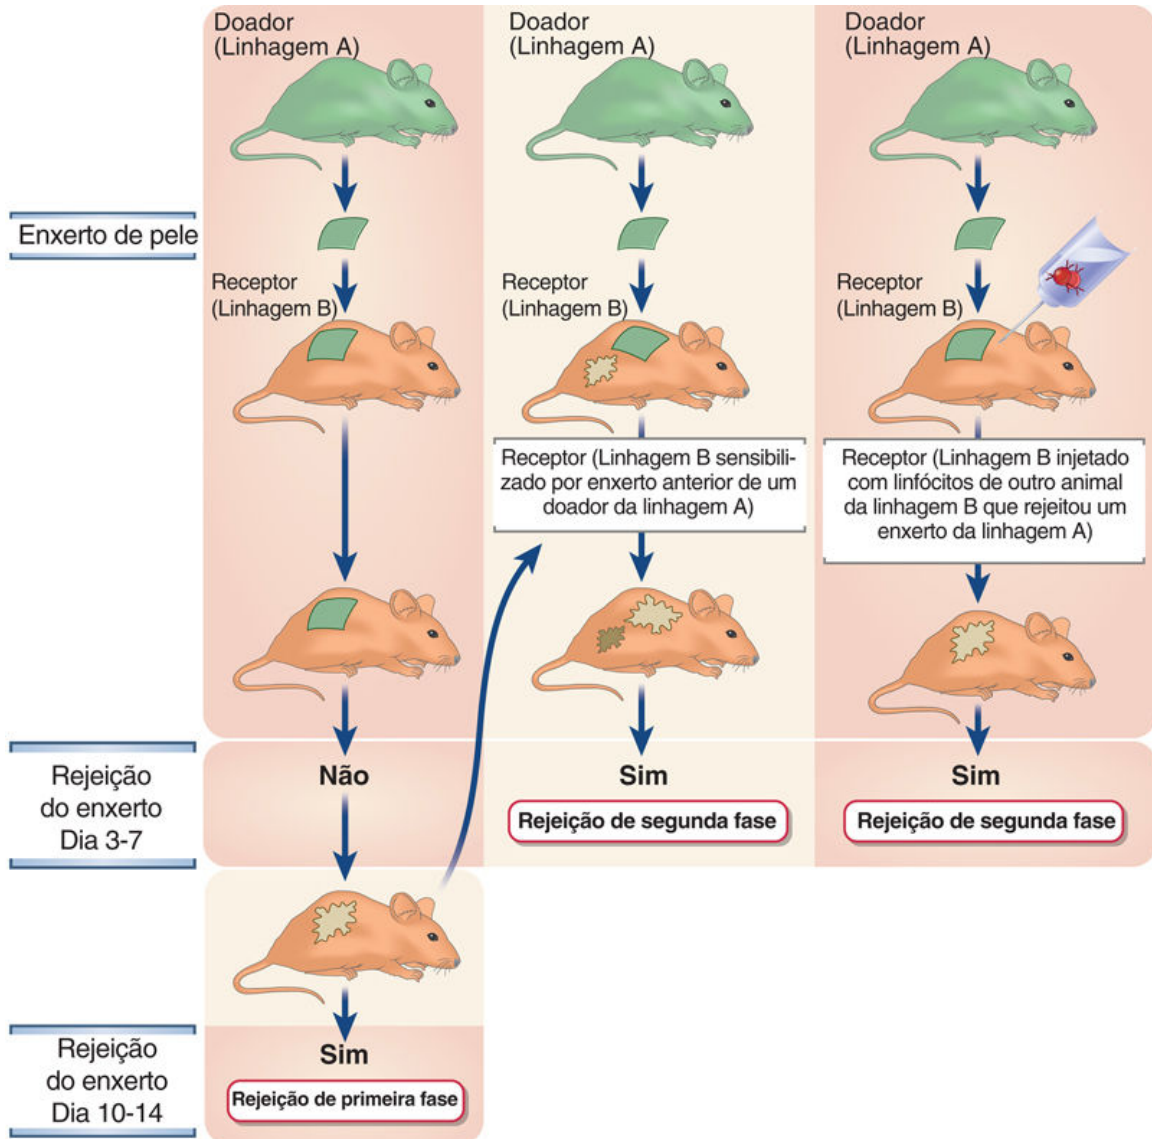 Doador
(Linhagem A)
Doador
(Linhagem A)
Doador
(Linhagem A)
Enxerto de pele
Receptor
(Linhagem B)
Receptor
(Linhagem B)
Receptor
(Linhagem B)
Receptor (Linhagem B sensibili-
zado por enxerto anterior de um
doador da linhagem A)
Receptor (Linhagem B injetado
com linfócitos de outro animal
da linhagem B que rejeitou um
enxerto da linhagem A)
Rejeição
do enxerto
Dia 3-7
Não
Sim
Rejeição de segunda fase
Sim
Rejeição de segunda fase
Rejeição
do enxerto
Dia 10-14
Sim
Rejeição de primeira fase